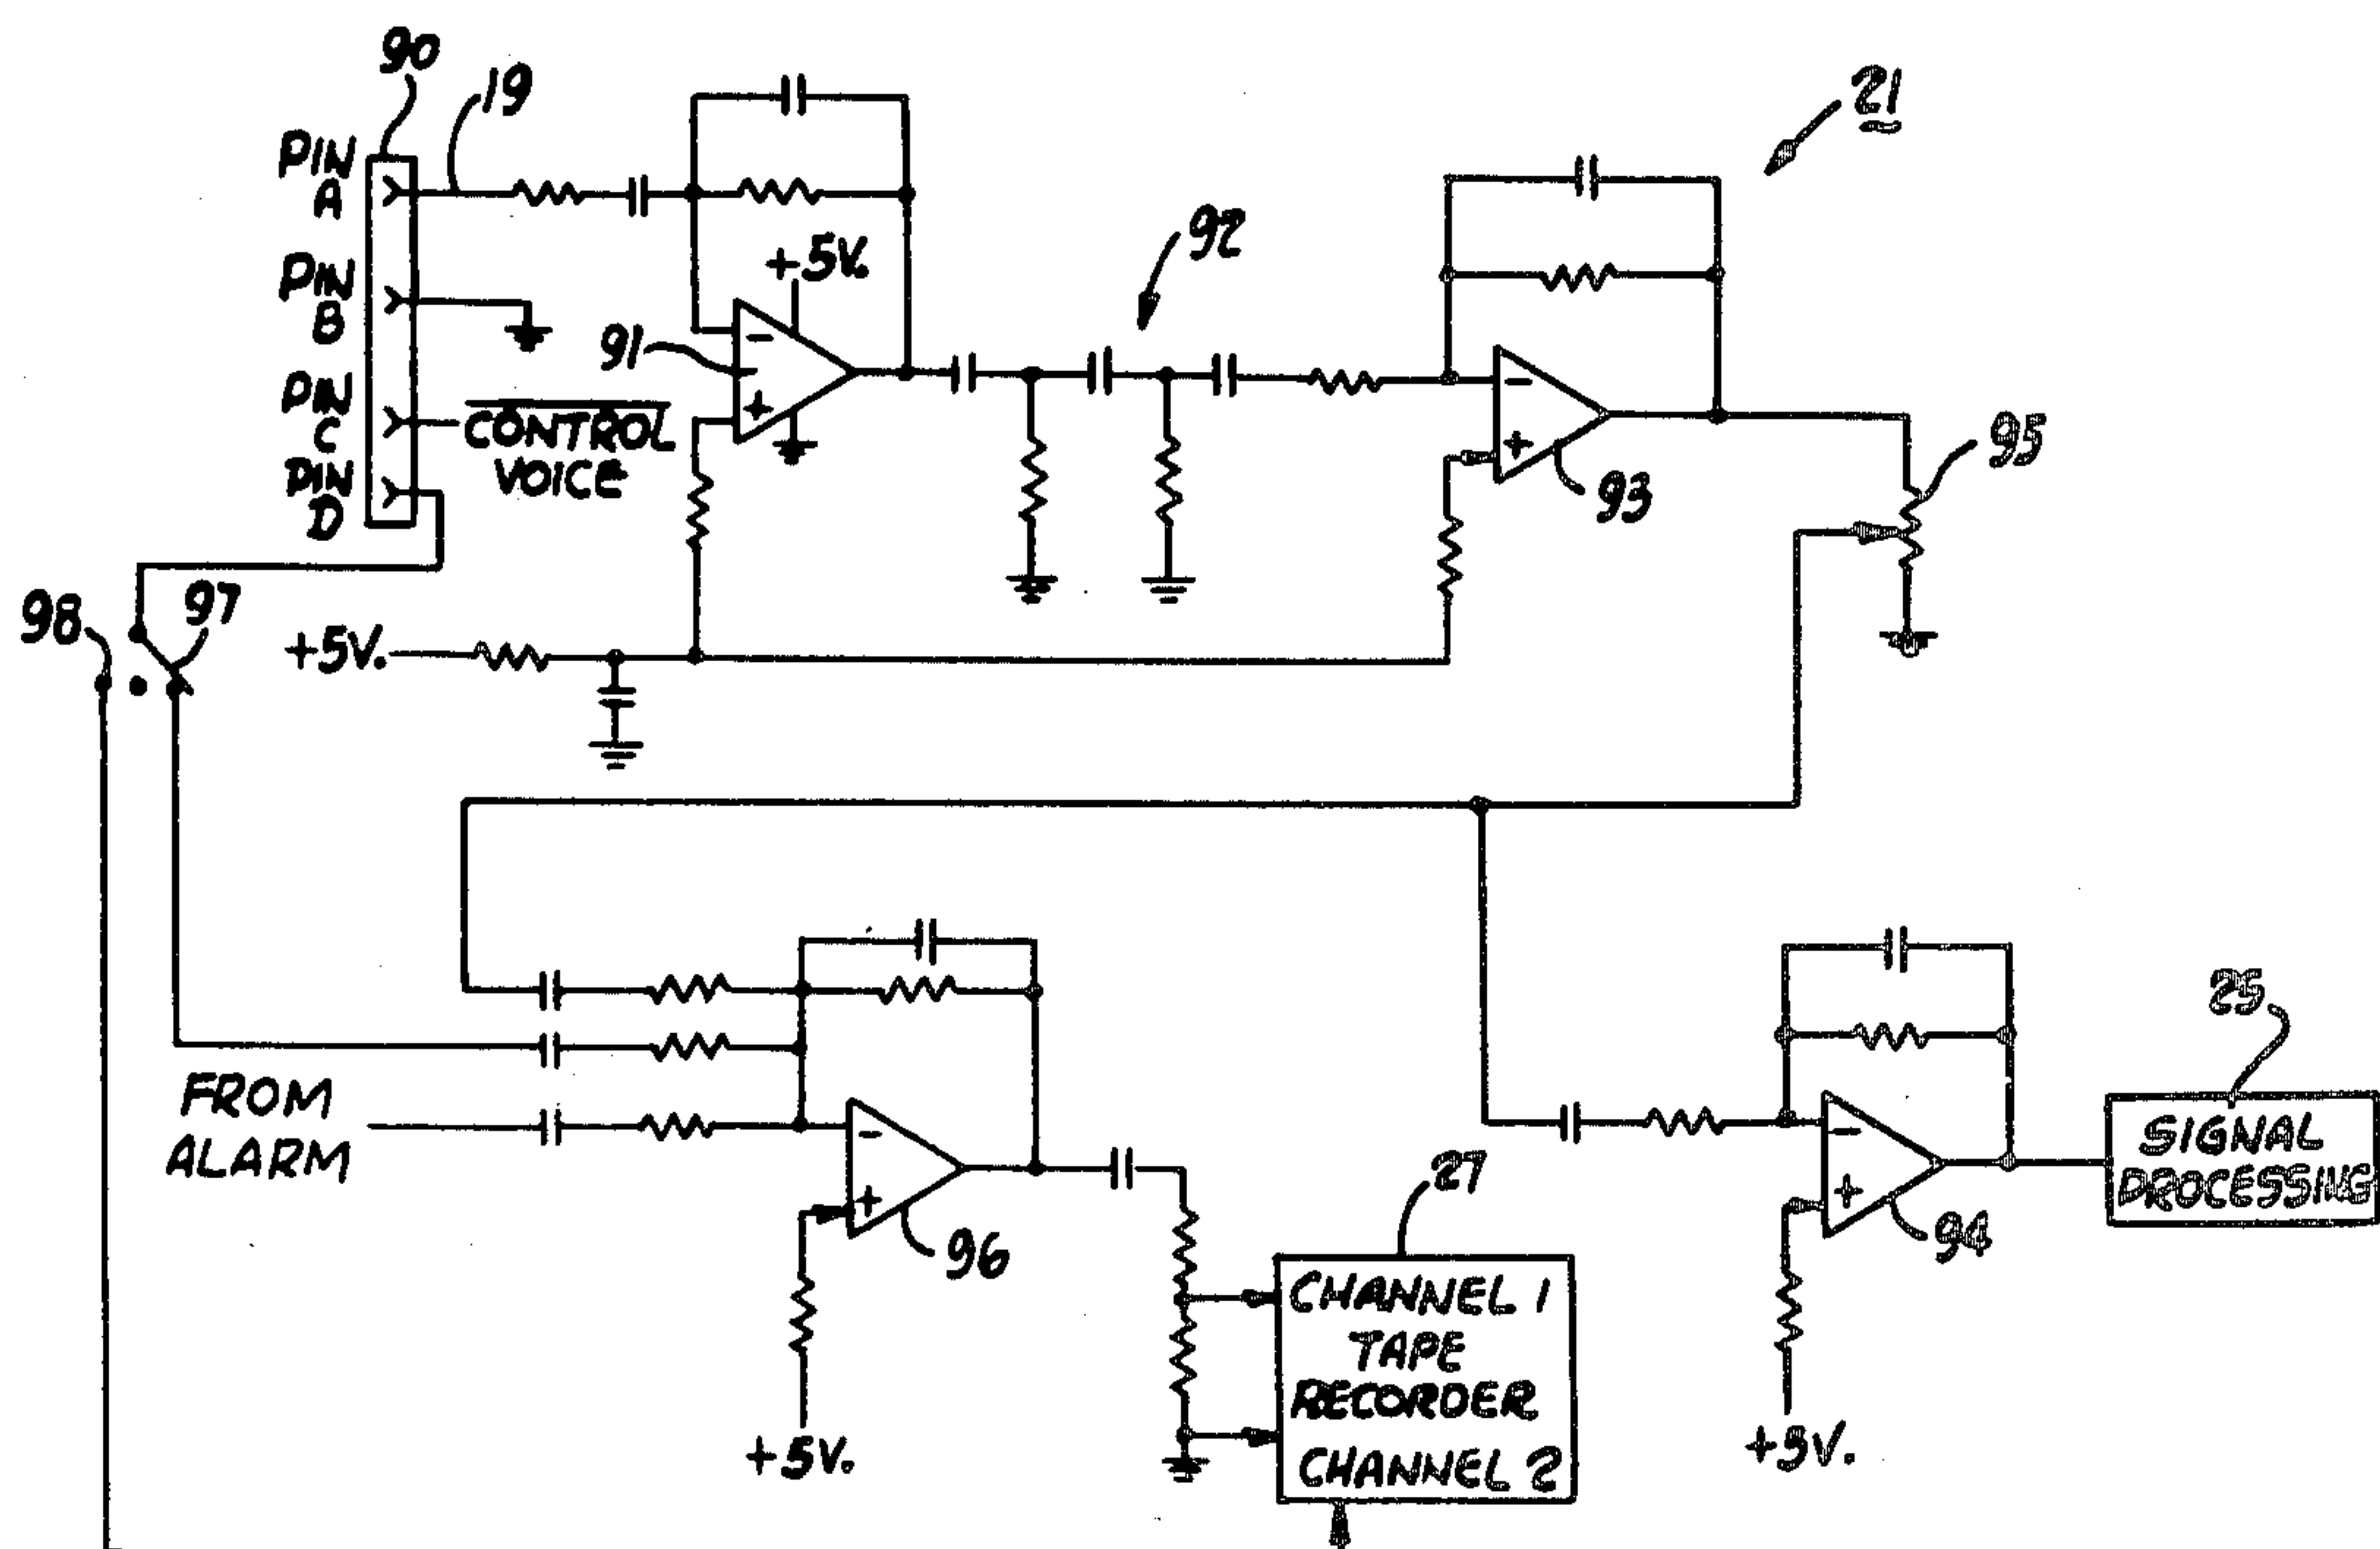 90
19
21
PIN
A
+5V.
92
PIN
B
91
PIN
C
CONTROL
VOICE
PIN
D
95
93
98
97
+5V.
FROM
ALARM
25
SIGNAL
PROCESSING
27
94
96
CHANNEL 1
TAPE
RECORDER
CHANNEL 2
+5V.
+5V.